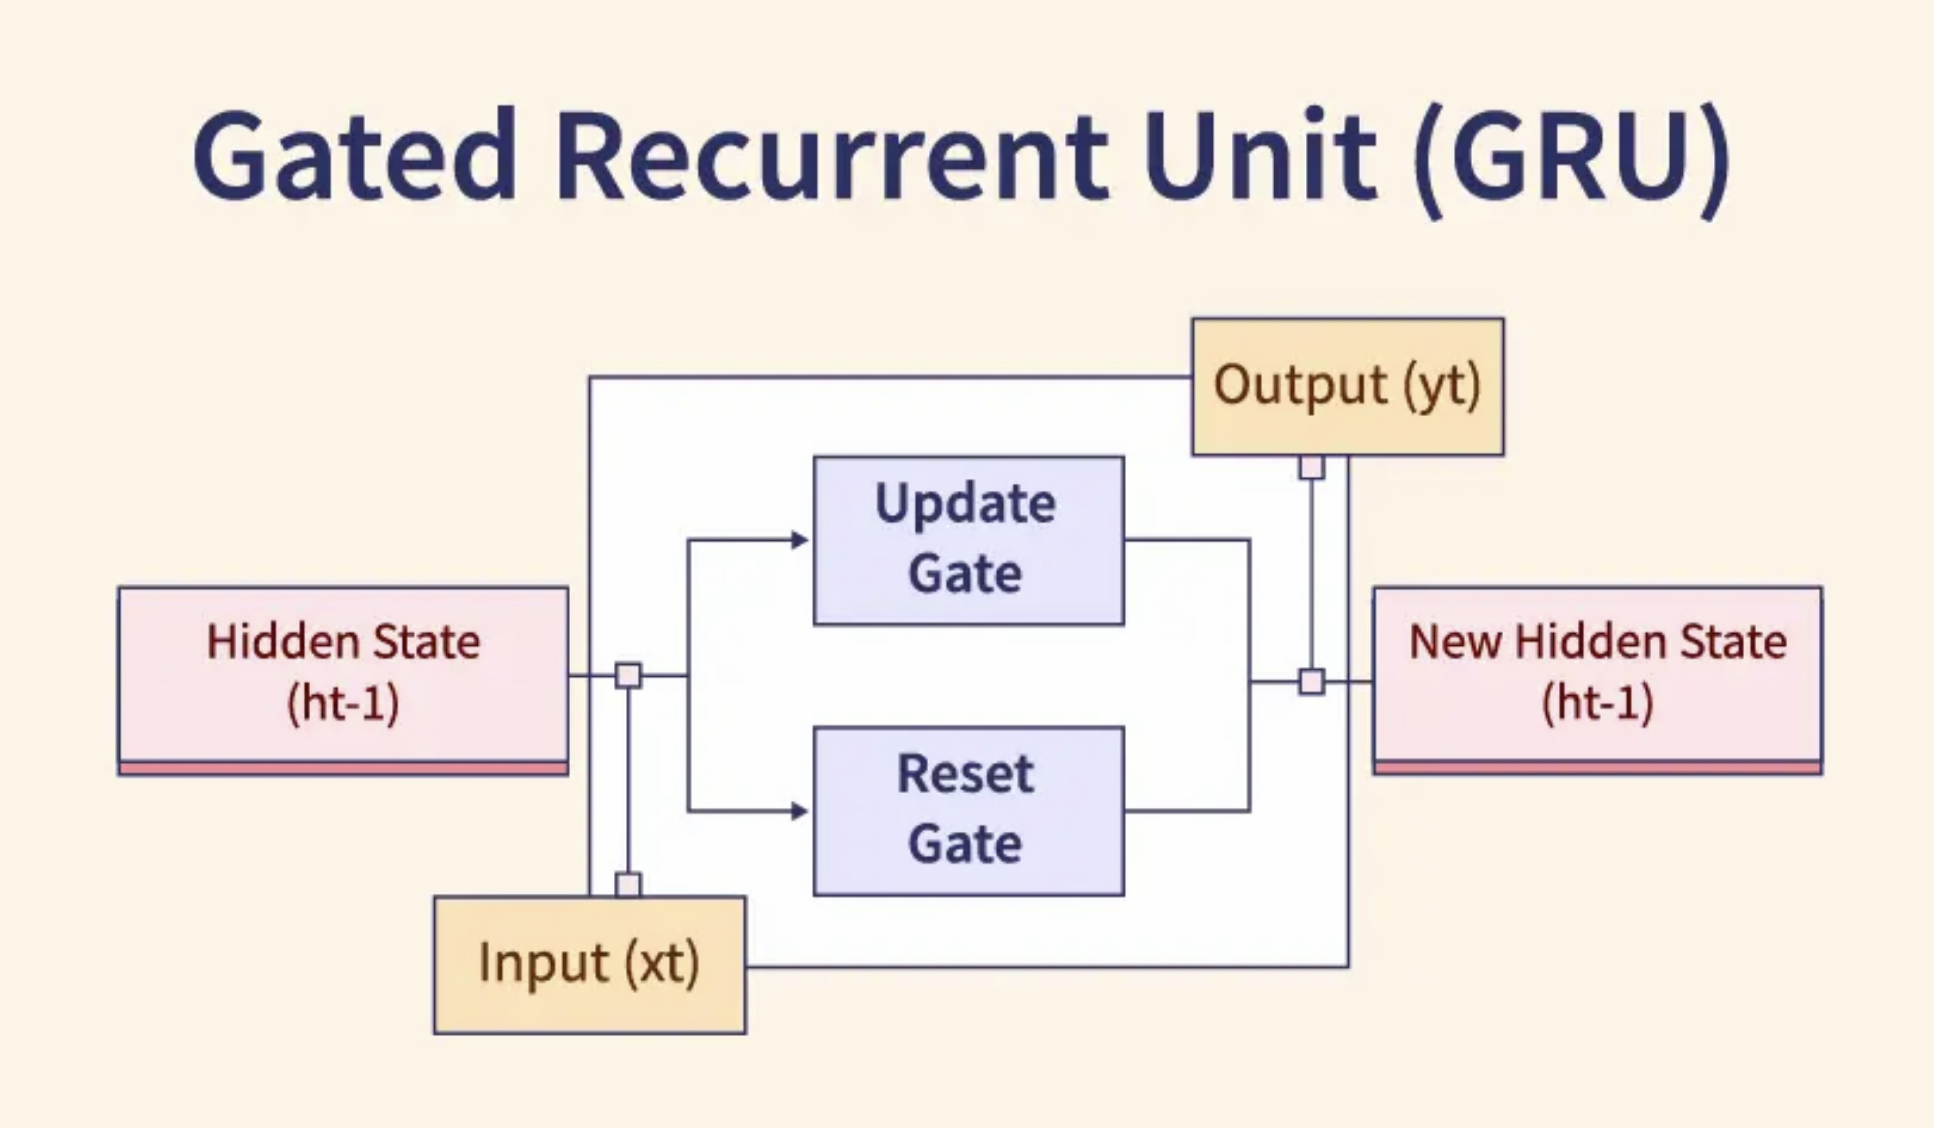 Gated Recurrent Unit (GRU)
Output (yt)
Update
Gate
Hidden State
(ht-1)
New Hidden State
(ht-1)
Reset
Gate
Input (xt)